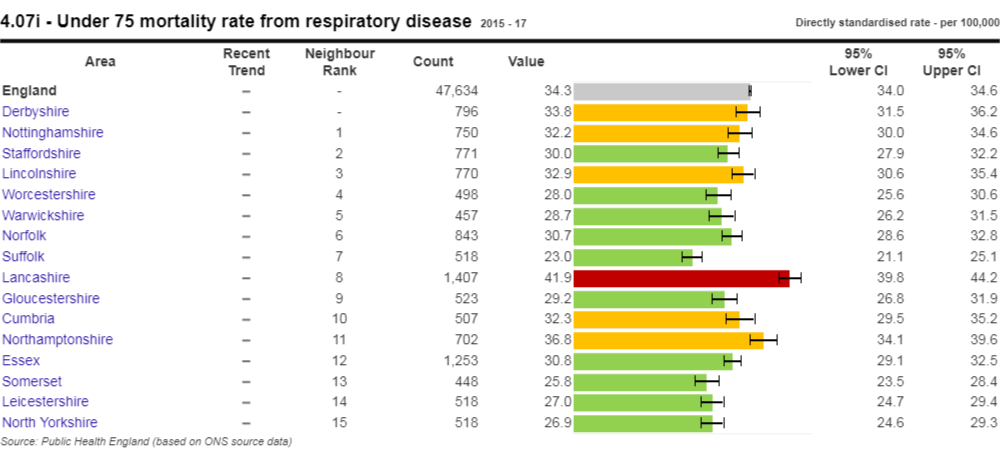 4.07i - Under 75 mortality rate from respiratory disease 2015 - 17 Directly standardised rate - per 100,000
Area Recent Trend Neighbour Rank Count Value 95% Lower CI 95% Upper CI
England – - 47,634 34.3 34.0 34.6
Derbyshire – - 796 33.8 31.5 36.2
Nottinghamshire – 1 750 32.2 30.0 34.6
Staffordshire – 2 771 30.0 27.9 32.2
Lincolnshire – 3 770 32.9 30.6 35.4
Worcestershire – 4 498 28.0 25.6 30.6
Warwickshire – 5 457 28.7 26.2 31.5
Norfolk – 6 843 30.7 28.6 32.8
Suffolk – 7 518 23.0 21.1 25.1
Lancashire – 8 1,407 41.9 39.8 44.2
Gloucestershire – 9 523 29.2 26.8 31.9
Cumbria – 10 507 32.3 29.5 35.2
Northamptonshire – 11 702 36.8 34.1 39.6
Essex – 12 1,253 30.8 29.1 32.5
Somerset – 13 448 25.8 23.5 28.4
Leicestershire – 14 518 27.0 24.7 29.4
North Yorkshire – 15 518 26.9 24.6 29.3
Source: Public Health England (based on ONS source data)